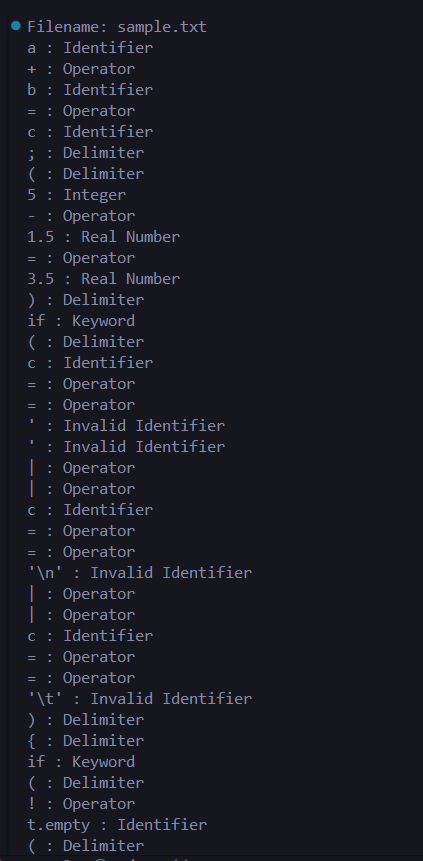 Filename: sample.txt
a : Identifier
+ : Operator
b : Identifier
= : Operator
c : Identifier
; : Delimiter
( : Delimiter
5 : Integer
- : Operator
1.5 : Real Number
= : Operator
3.5 : Real Number
) : Delimiter
if : Keyword
( : Delimiter
c : Identifier
= : Operator
= : Operator
' : Invalid Identifier
' : Invalid Identifier
| : Operator
| : Operator
c : Identifier
= : Operator
= : Operator
'\n' : Invalid Identifier
| : Operator
| : Operator
c : Identifier
= : Operator
= : Operator
'\t' : Invalid Identifier
) : Delimiter
{ : Delimiter
if : Keyword
( : Delimiter
! : Operator
t.empty : Identifier
( : Delimiter